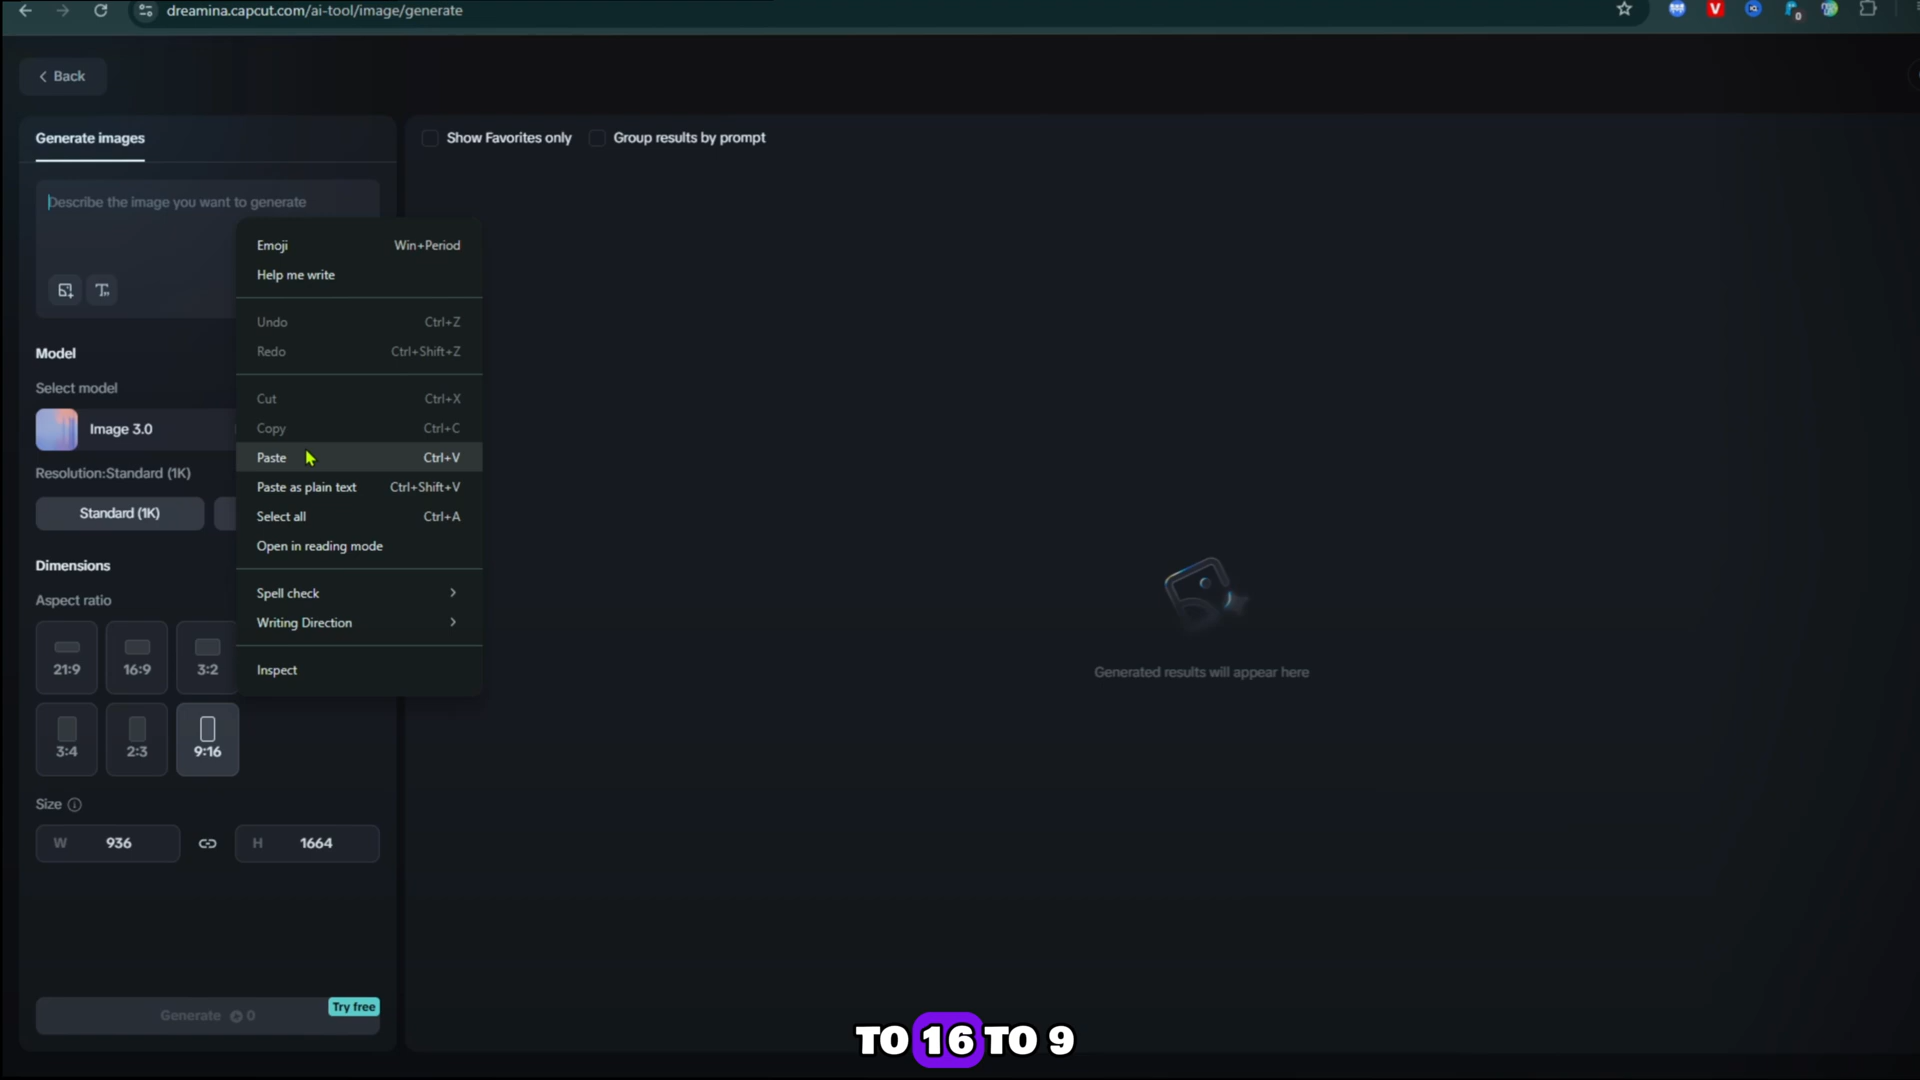 dreamina.capcut.com/ai-tool/image/generate
Back
Generate images
Show Favorites only
Group results by prompt
Describe the image you want to generate
Emoji Win+Period
Help me write
Undo Ctrl+Z
Redo Ctrl+Shift+Z
Cut Ctrl+X
Copy Ctrl+C
Paste Ctrl+V
Paste as plain text Ctrl+Shift+V
Select all Ctrl+A
Open in reading mode
Spell check
Writing Direction
Inspect
Model
Select model
Image 3.0
Resolution:Standard (1K)
Standard (1K)
Dimensions
Aspect ratio
21:9 16:9 3:2
3:4 2:3 9:16
Size
W 936 H 1664
Generate 0
Try free
Generated results will appear here
TO 16 TO 9